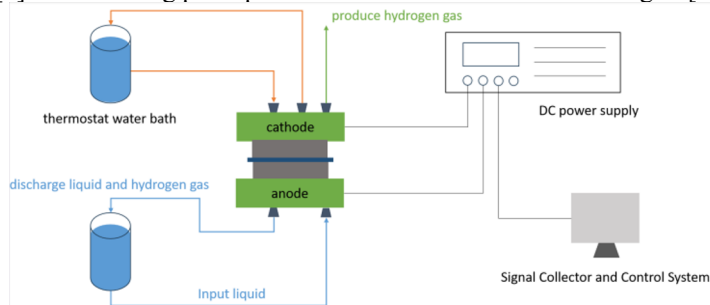 produce hydrogen gas
thermostat water bath
cathode
DC power supply
discharge liquid and hydrogen gas
anode
Input liquid
Signal Collector and Control System